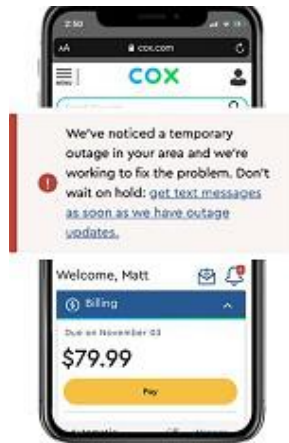 2:50
AA cox.com
MENU COX
We've noticed a temporary
outage in your area and we're
working to fix the problem. Don't
wait on hold: get text messages
as soon as we have outage
updates.
Welcome, Matt
Billing
Due on November 03
$79.99
Pay